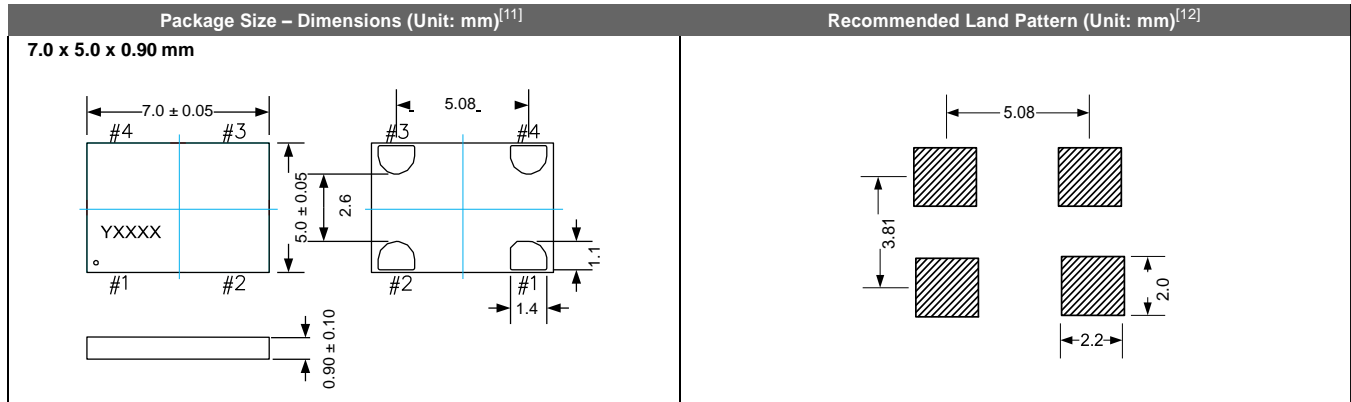 Package Size – Dimensions (Unit: mm)[11]
Recommended Land Pattern (Unit: mm)[12]
7.0 x 5.0 x 0.90 mm
7.0 ± 0.05
#4 #3
YXXXX
#1 #2
5.0 ± 0.05
0.90 ± 0.10
5.08
#3 #4
2.6
#2 #1
1.1
1.4
5.08
3.81
2.0
2.2